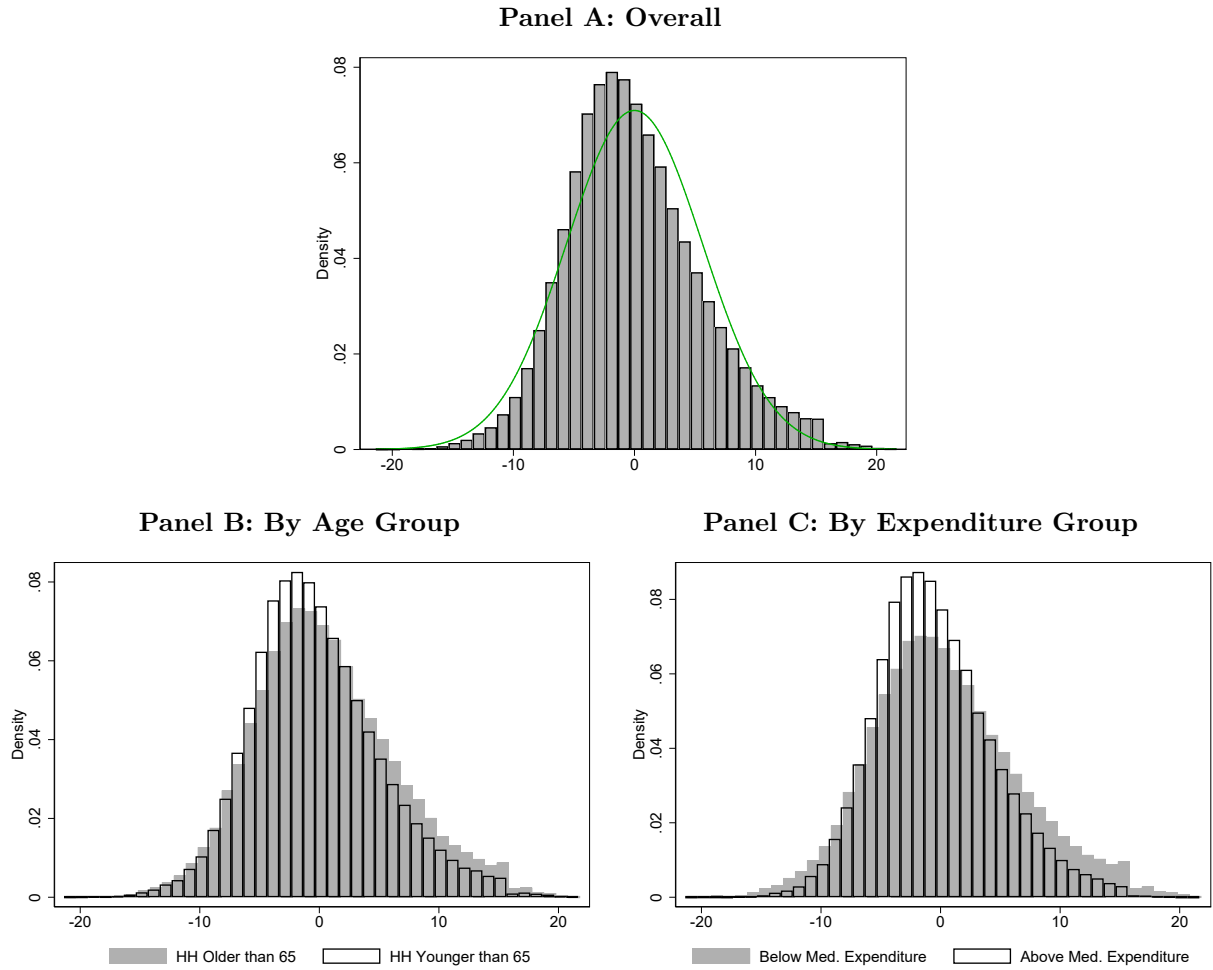 Panel A: Overall
Density
0 .02 .04 .06 .08
-20 -10 0 10 20
Panel B: By Age Group
Density
0 .02 .04 .06 .08
-20 -10 0 10 20
HH Older than 65 HH Younger than 65
Panel C: By Expenditure Group
Density
0 .02 .04 .06 .08
-20 -10 0 10 20
Below Med. Expenditure Above Med. Expenditure